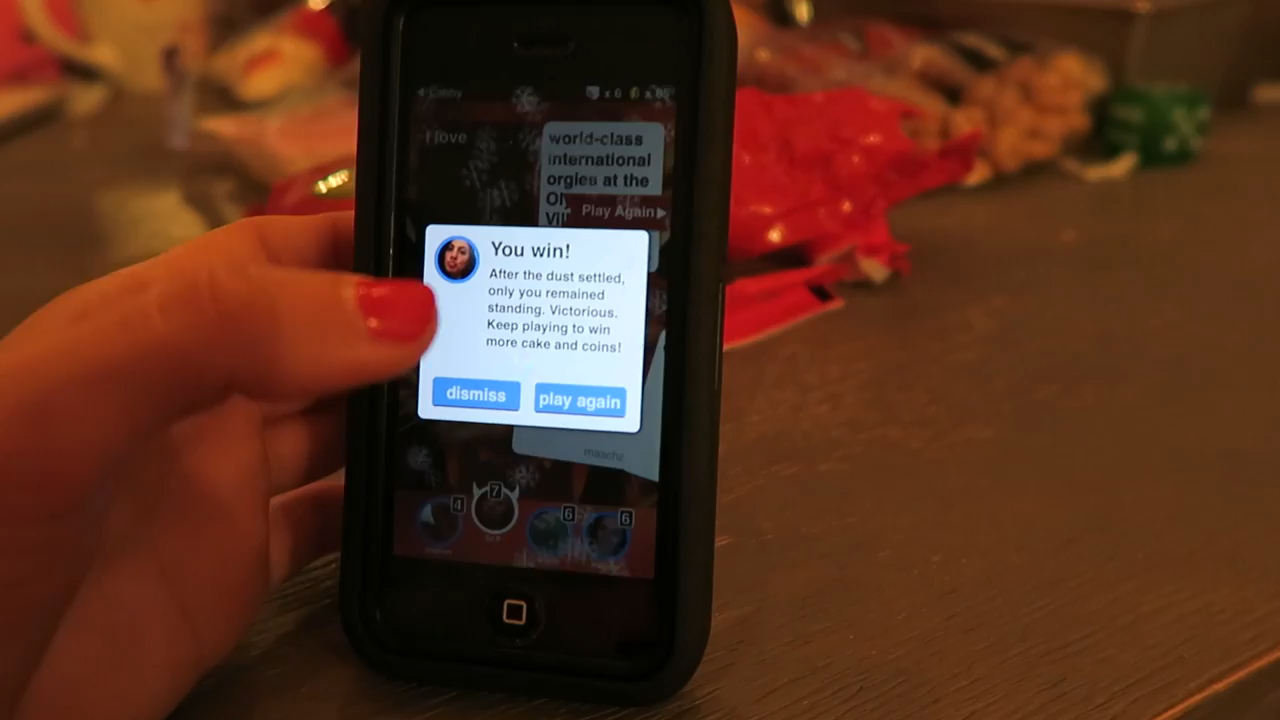 x 6
I love
world-class
international
orgies at the
Play Again▶
You win!
After the dust settled,
only you remained
standing. Victorious.
Keep playing to win
more cake and coins!
dismiss
play again
4
7
6
6